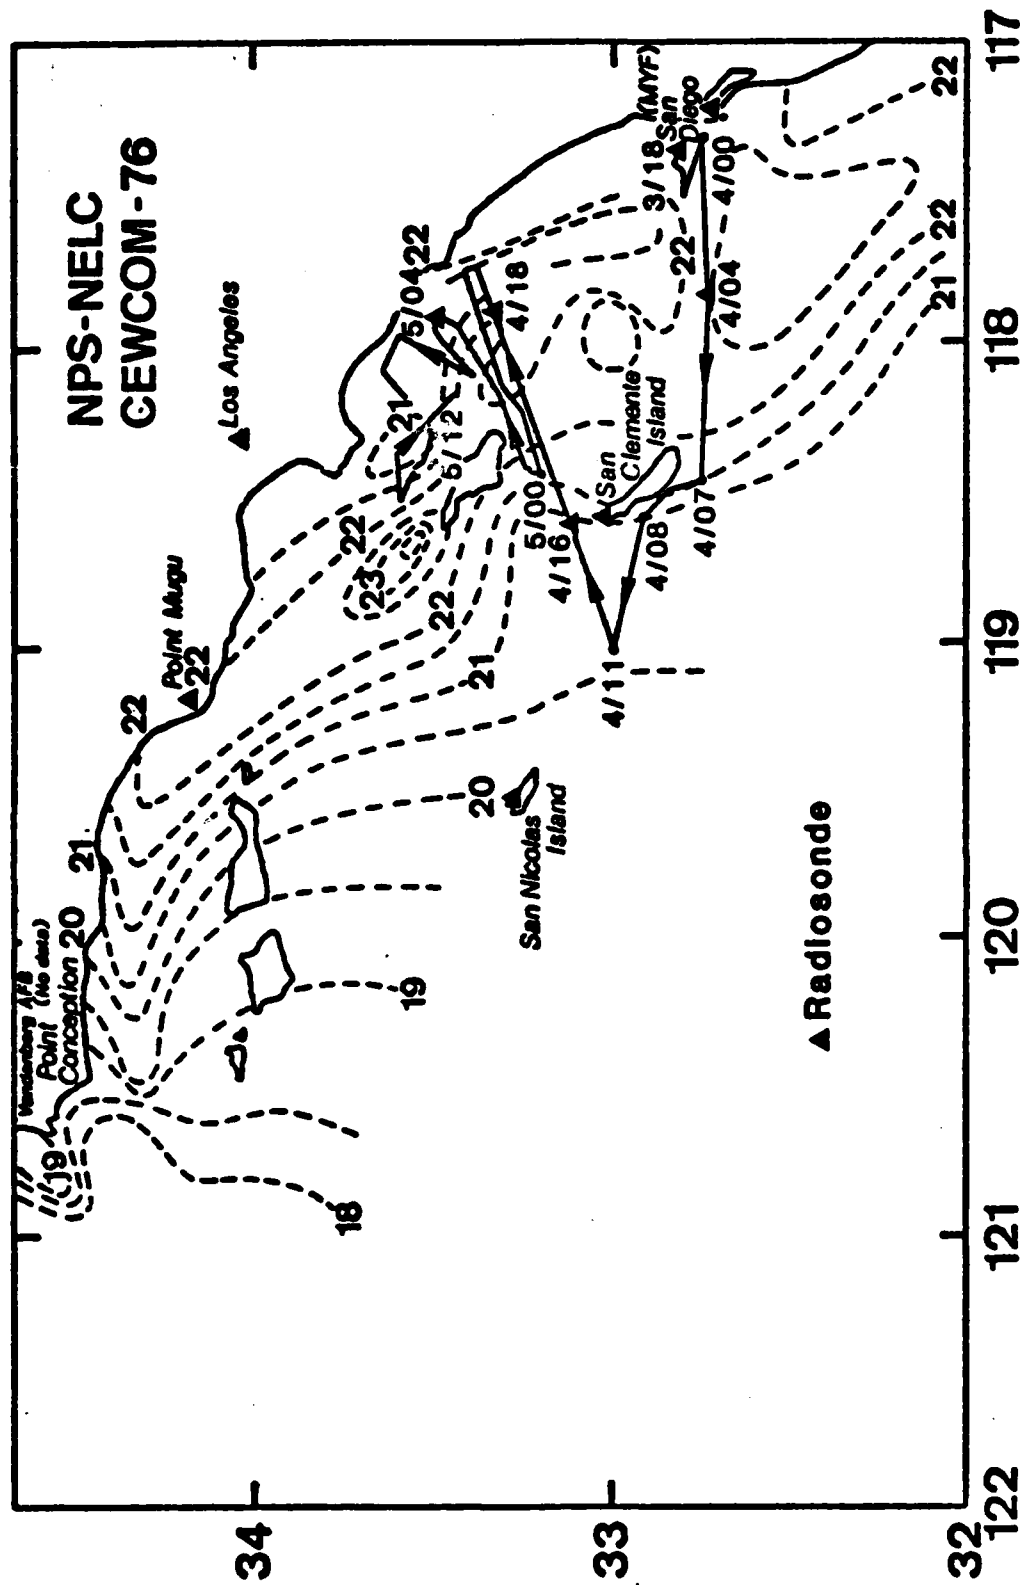 NPS-NELC
CEWCOM-76
Vandenberg AFB
Point (No data)
Conception 20
19
21
22
Point Mugu
22
Los Angeles
18
19
20
San Nicolas
Island
21
22
23
22
21
5/12
5/04
22
4/18
5/00
4/16
4/11
4/08
4/07
San
Clemente
Island
4/04
4/00
3/18
KMYF)
San
Diego
22
22
22
21
Radiosonde
34
33
32
122
121
120
119
118
117